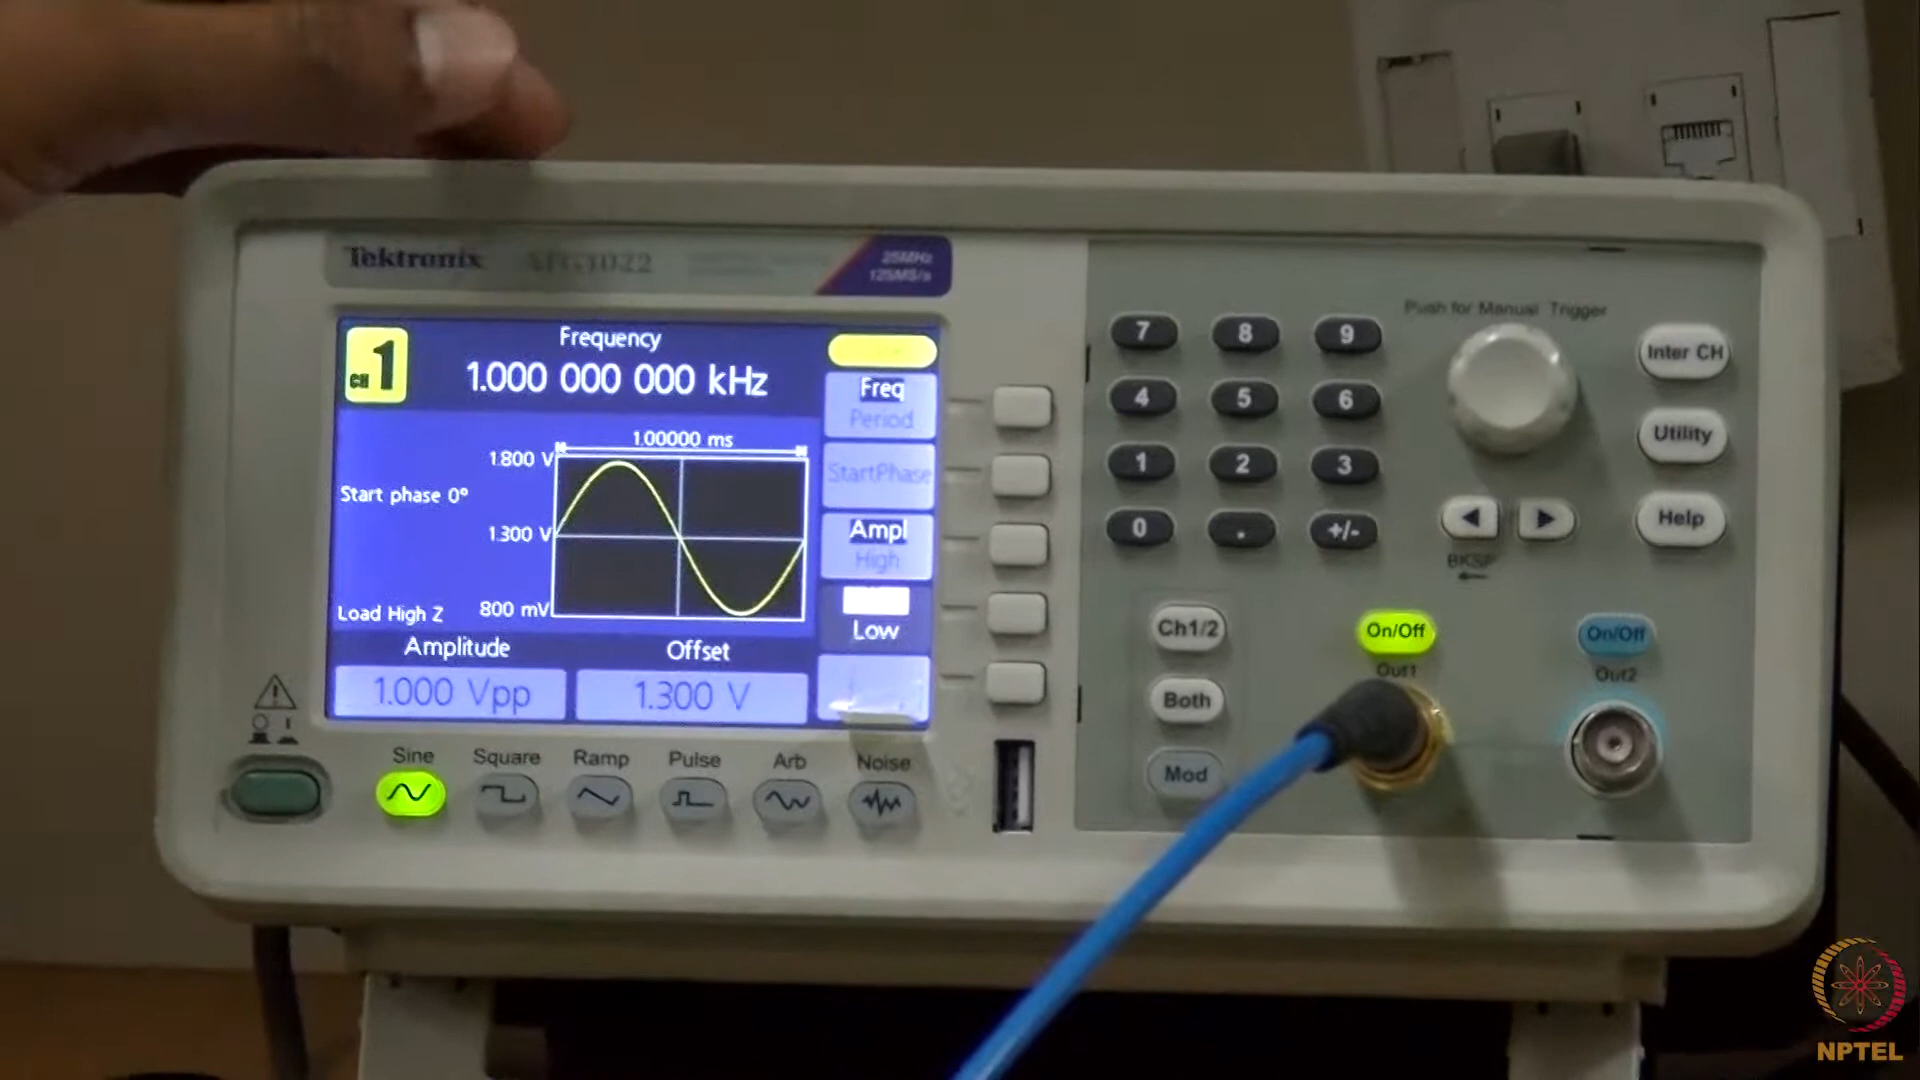 Tektronix
25MHz
125MS/s
CH 1
Frequency
1.000 000 000 kHz
Freq
Period
1.00000 ms
1.800 V
StartPhase
Start phase 0°
1.300 V
Ampl
High
Load High Z
800 mV
Low
Amplitude
Offset
1.000 Vpp
1.300 V
Sine
Square
Ramp
Pulse
Arb
Noise
Push for Manual Trigger
7 8 9
4 5 6
1 2 3
0 . +/-
BKSP
Inter CH
Utility
Help
Ch1/2
Both
Mod
On/Off
Out1
On/Off
Out2
NPTEL